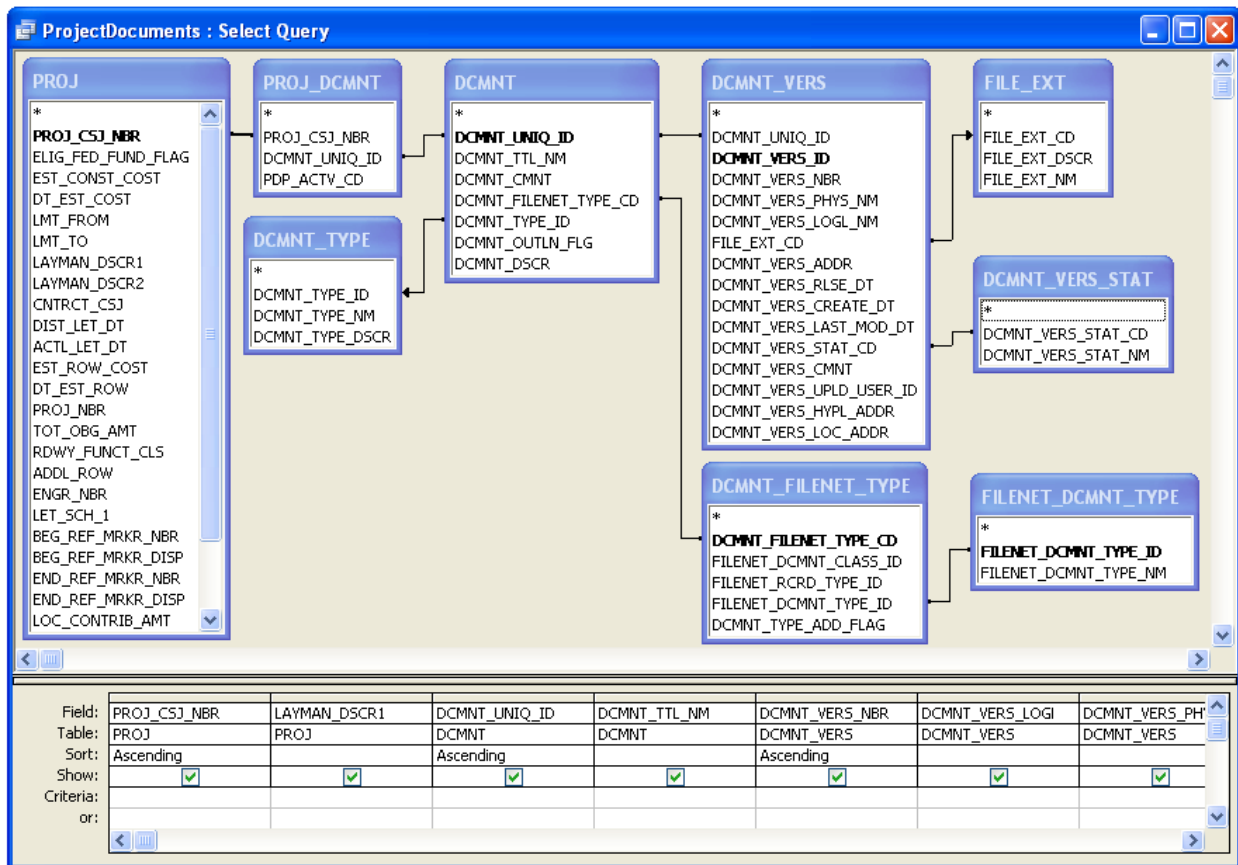 ProjectDocuments : Select Query
PROJ
*
PROJ_CSJ_NBR
ELIG_FED_FUND_FLAG
EST_CONST_COST
DT_EST_COST
LMT_FROM
LMT_TO
LAYMAN_DSCR1
LAYMAN_DSCR2
CNTRCT_CSJ
DIST_LET_DT
ACTL_LET_DT
EST_ROW_COST
DT_EST_ROW
PROJ_NBR
TOT_OBG_AMT
RDWY_FUNCT_CLS
ADDL_ROW
ENGR_NBR
LET_SCH_1
BEG_REF_MRKR_NBR
BEG_REF_MRKR_DISP
END_REF_MRKR_NBR
END_REF_MRKR_DISP
LOC_CONTRIB_AMT
PROJ_DCMNT
*
PROJ_CSJ_NBR
DCMNT_UNIQ_ID
PDP_ACTV_CD
DCMNT_TYPE
*
DCMNT_TYPE_ID
DCMNT_TYPE_NM
DCMNT_TYPE_DSCR
DCMNT
*
DCMNT_UNIQ_ID
DCMNT_TTL_NM
DCMNT_CMNT
DCMNT_FILENET_TYPE_CD
DCMNT_TYPE_ID
DCMNT_OUTLN_FLG
DCMNT_DSCR
DCMNT_VERS
*
DCMNT_UNIQ_ID
DCMNT_VERS_ID
DCMNT_VERS_NBR
DCMNT_VERS_PHYS_NM
DCMNT_VERS_LOGL_NM
FILE_EXT_CD
DCMNT_VERS_ADDR
DCMNT_VERS_RLSE_DT
DCMNT_VERS_CREATE_DT
DCMNT_VERS_LAST_MOD_DT
DCMNT_VERS_STAT_CD
DCMNT_VERS_CMNT
DCMNT_VERS_UPLD_USER_ID
DCMNT_VERS_HYPL_ADDR
DCMNT_VERS_LOC_ADDR
FILE_EXT
*
FILE_EXT_CD
FILE_EXT_DSCR
FILE_EXT_NM
DCMNT_VERS_STAT
*
DCMNT_VERS_STAT_CD
DCMNT_VERS_STAT_NM
DCMNT_FILENET_TYPE
*
DCMNT_FILENET_TYPE_CD
FILENET_DCMNT_CLASS_ID
FILENET_RCRD_TYPE_ID
FILENET_DCMNT_TYPE_ID
DCMNT_TYPE_ADD_FLAG
FILENET_DCMNT_TYPE
*
FILENET_DCMNT_TYPE_ID
FILENET_DCMNT_TYPE_NM
Field: PROJ_CSJ_NBR LAYMAN_DSCR1 DCMNT_UNIQ_ID DCMNT_TTL_NM DCMNT_VERS_NBR DCMNT_VERS_LOGI DCMNT_VERS_PH
Table: PROJ PROJ DCMNT DCMNT DCMNT_VERS DCMNT_VERS DCMNT_VERS
Sort: Ascending Ascending Ascending
Show:
Criteria:
or: